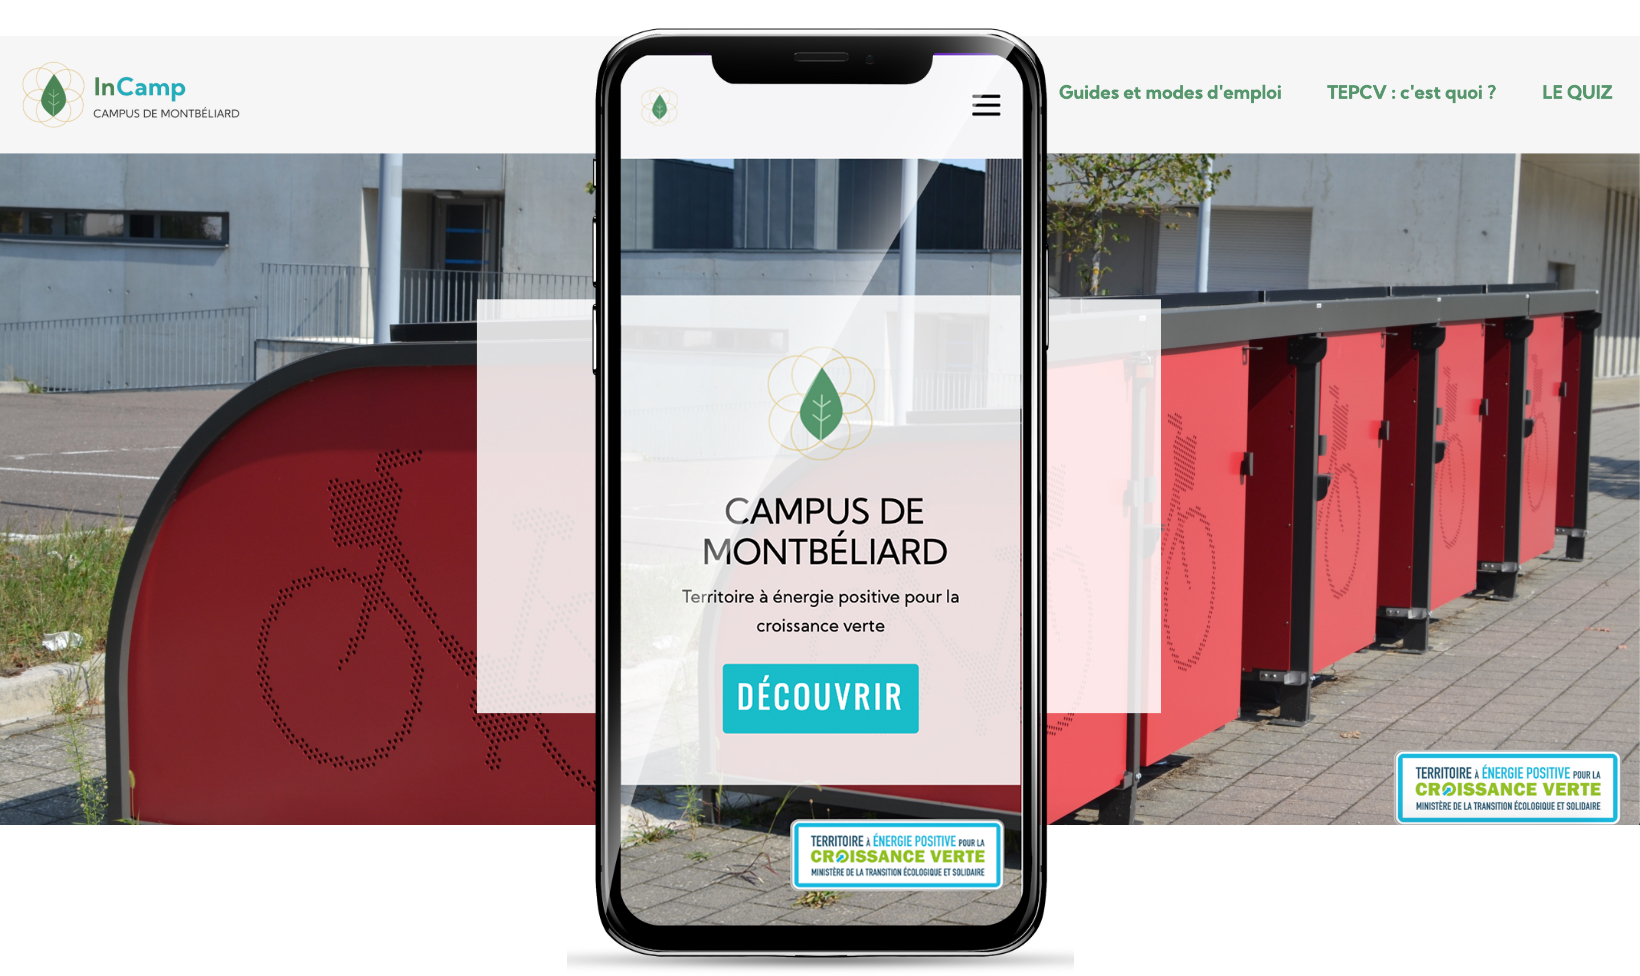 InCamp
CAMPUS DE MONTBÉLIARD
Guides et modes d'emploi
TEPCV : c'est quoi ?
LE QUIZ
CAMPUS DE
MONTBÉLIARD
Territoire à énergie positive pour la
croissance verte
DÉCOUVRIR
TERRITOIRE À ÉNERGIE POSITIVE POUR LA
CROISSANCE VERTE
MINISTÈRE DE LA TRANSITION ÉCOLOGIQUE ET SOLIDAIRE
TERRITOIRE À ÉNERGIE POSITIVE POUR LA
CROISSANCE VERTE
MINISTÈRE DE LA TRANSITION ÉCOLOGIQUE ET SOLIDAIRE